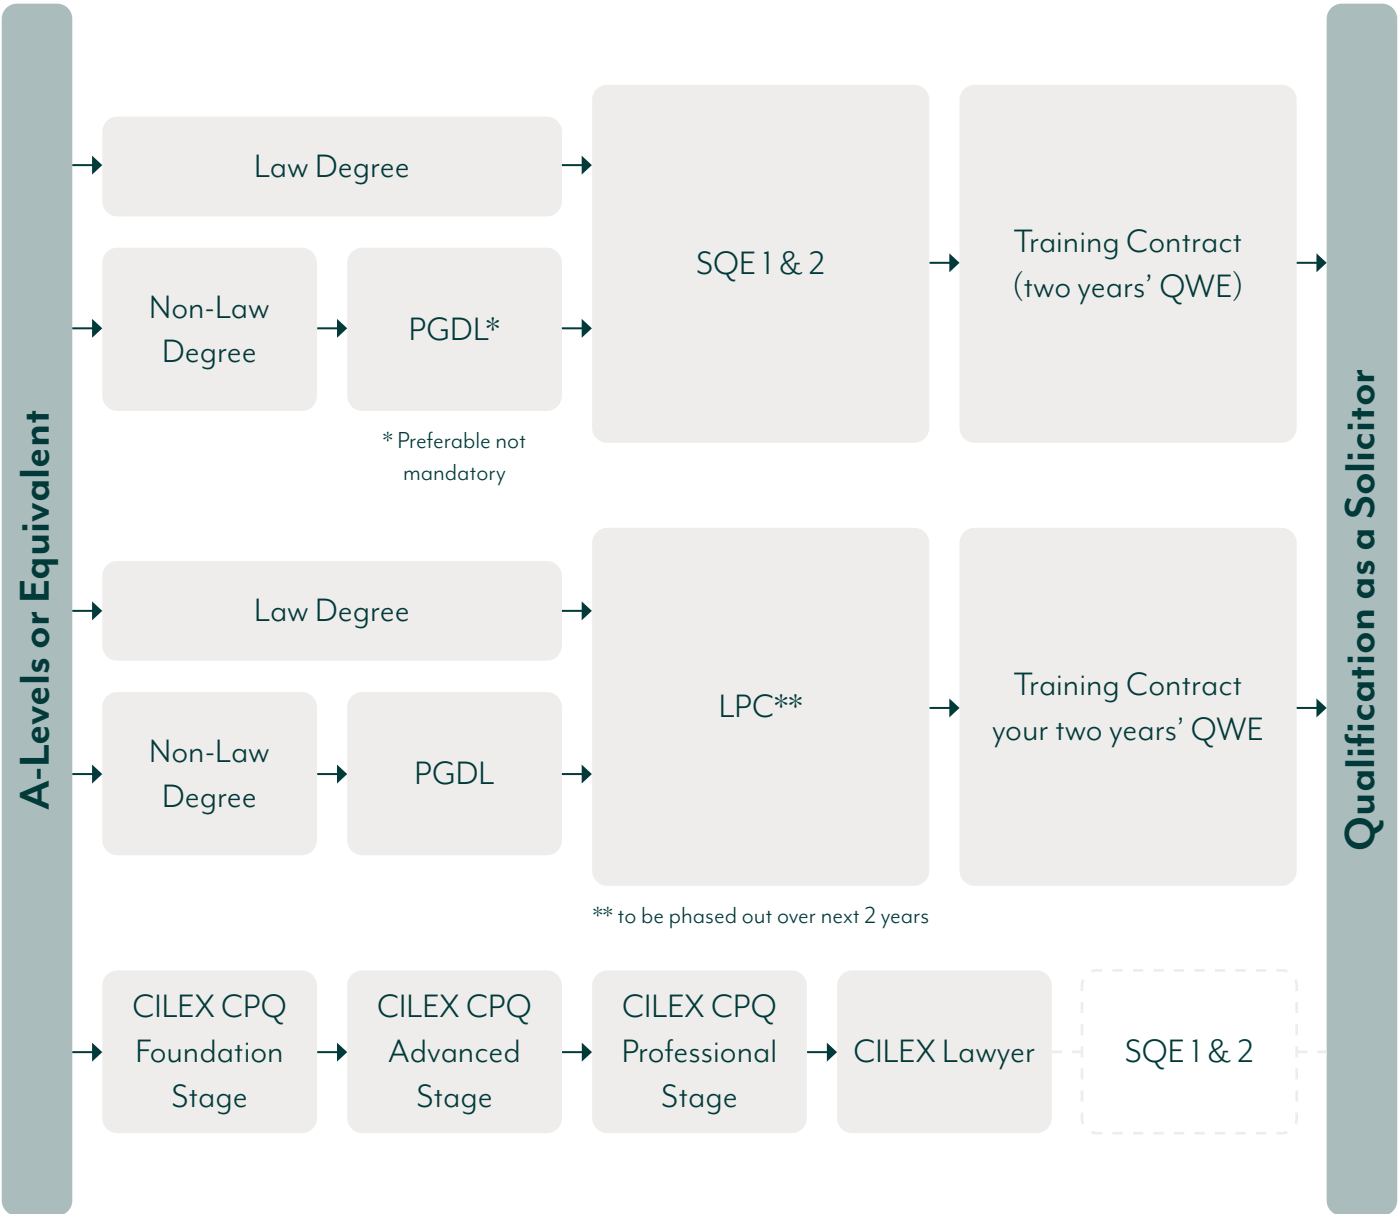 A-Levels or Equivalent
Law Degree
Non-Law
Degree
PGDL*
* Preferable not
mandatory
SQE 1 & 2
Training Contract
(two years’ QWE)
Law Degree
Non-Law
Degree
PGDL
LPC**
** to be phased out over next 2 years
Training Contract
your two years’ QWE
CILEX CPQ
Foundation
Stage
CILEX CPQ
Advanced
Stage
CILEX CPQ
Professional
Stage
CILEX Lawyer
SQE 1 & 2
Qualification as a Solicitor